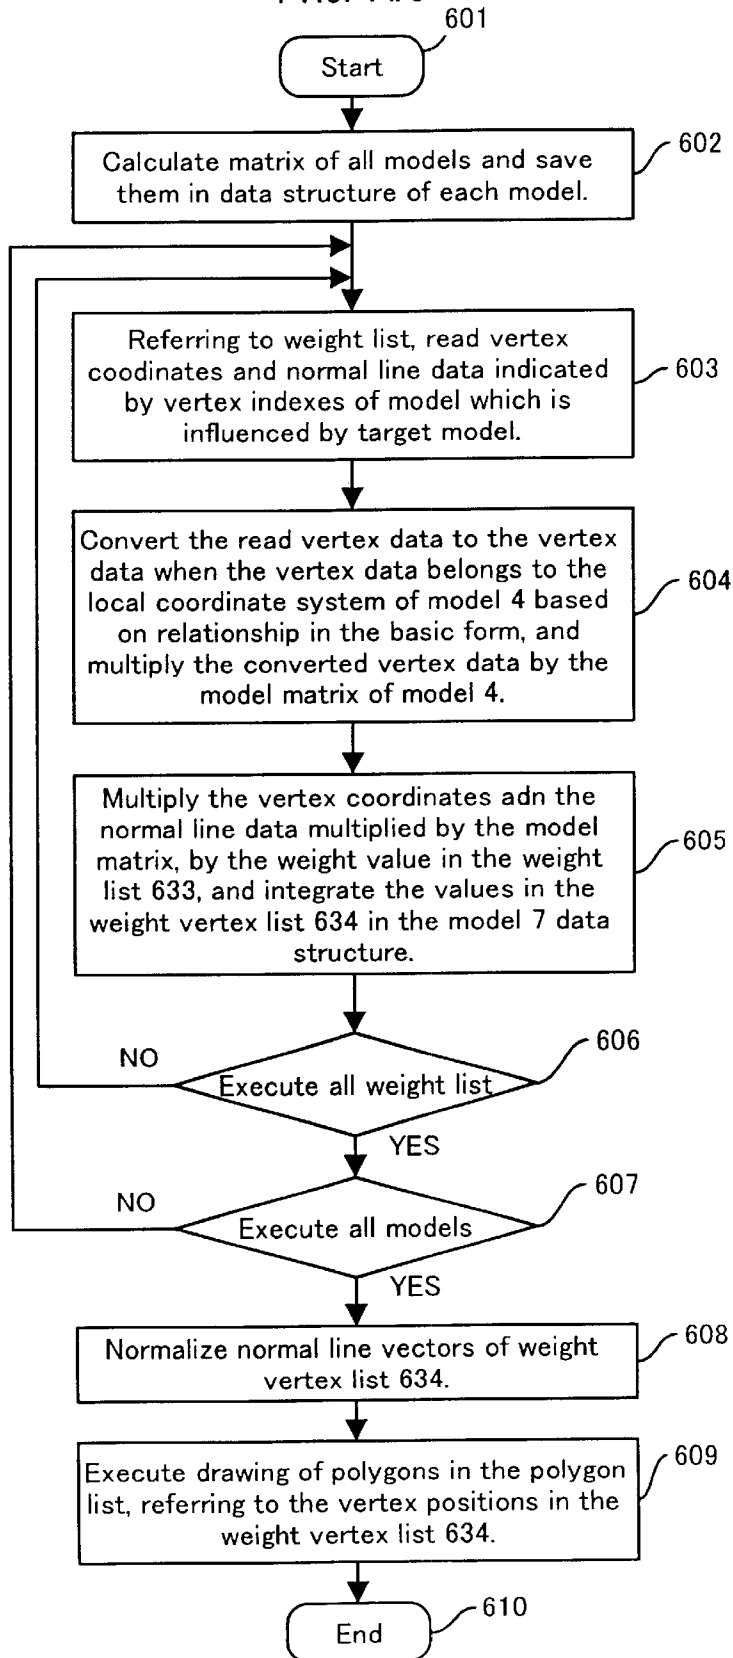 601
Start
602
Calculate matrix of all models and save
them in data structure of each model.
Referring to weight list, read vertex
coodinates and normal line data indicated
by vertex indexes of model which is
influenced by target model.
603
Convert the read vertex data to the vertex
data when the vertex data belongs to the
local coordinate system of model 4 based
on relationship in the basic form, and
multiply the converted vertex data by the
model matrix of model 4.
604
Multiply the vertex coordinates adn the
normal line data multiplied by the model
matrix, by the weight value in the weight
list 633, and integrate the values in the
weight vertex list 634 in the model 7 data
structure.
605
606
NO
Execute all weight list
YES
607
NO
Execute all models
YES
608
Normalize normal line vectors of weight
vertex list 634.
609
Execute drawing of polygons in the polygon
list, referring to the vertex positions in the
weight vertex list 634.
610
End